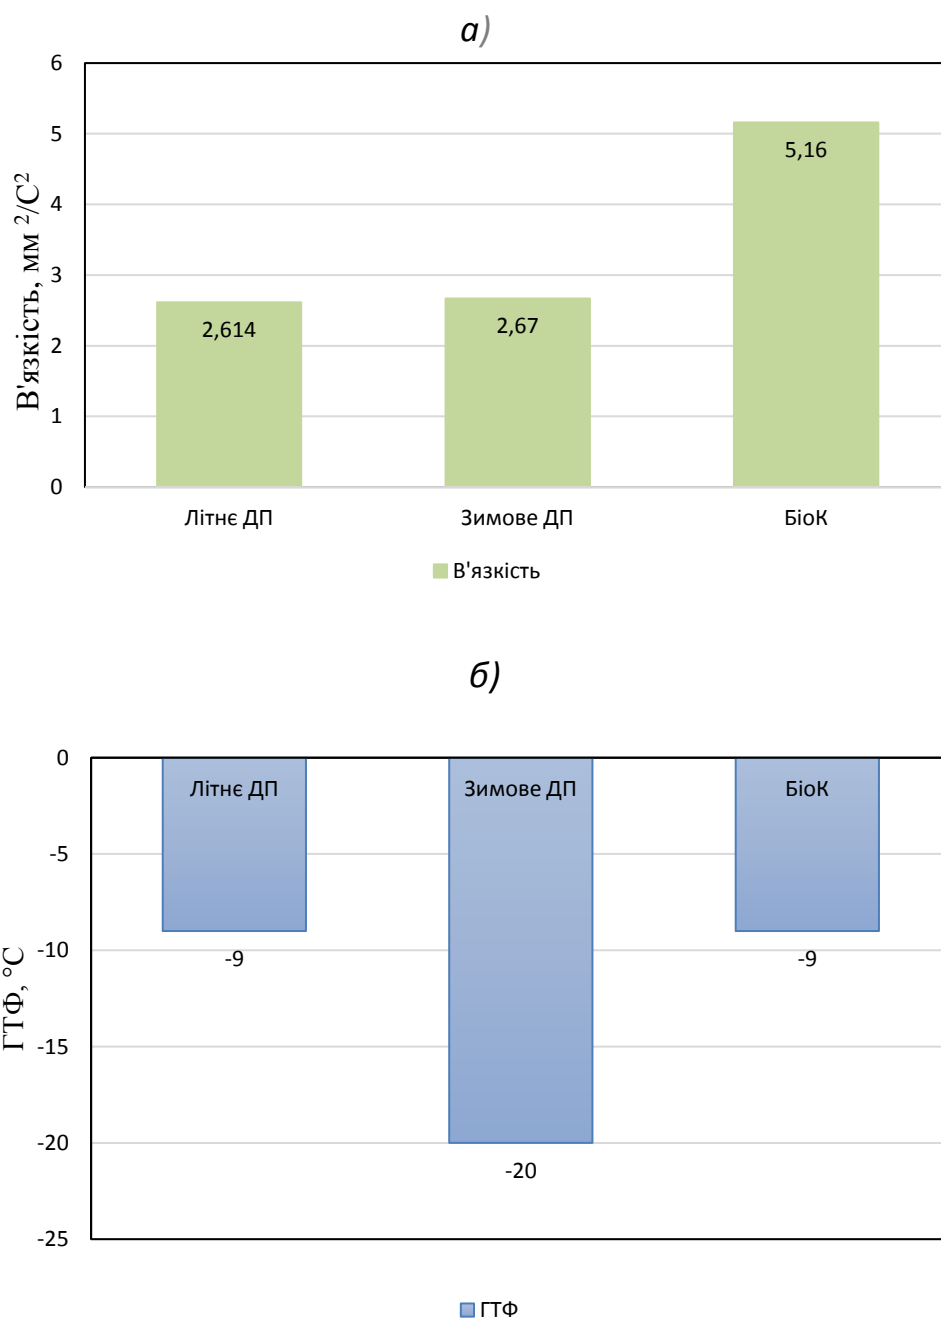 а)
В'язкість, мм ²/С²
6
5
4
3
2
1
0
2,614
2,67
5,16
Літнє ДП
Зимове ДП
БіоК
В'язкість
б)
ГТФ, °С
0
-5
-10
-15
-20
-25
Літнє ДП
Зимове ДП
БіоК
-9
-20
-9
ГТФ